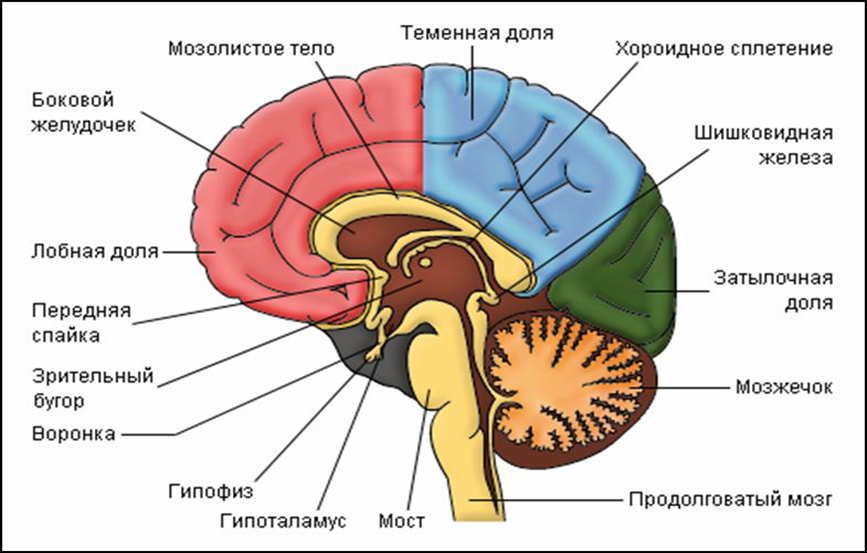 Теменная доля
Мозолистое тело
Хороидное сплетение
Боковой
желудочек
Шишковидная
железа
Лобная доля
Затылочная
доля
Передняя
спайка
Зрительный
бугор
Мозжечок
Воронка
Гипофиз
Продолговатый мозг
Гипоталамус
Мост